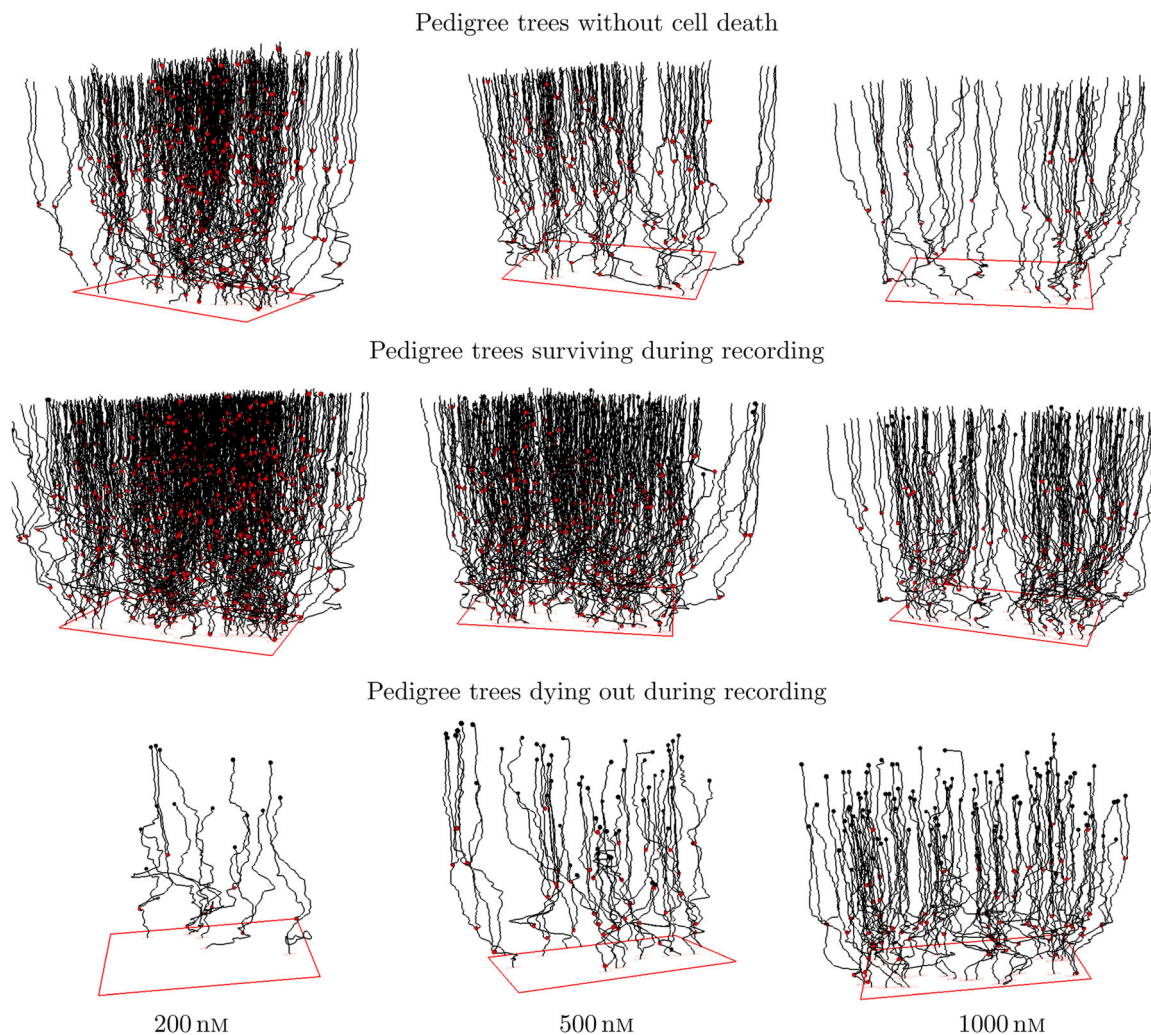 Pedigree trees without cell death
Pedigree trees surviving during recording
Pedigree trees dying out during recording
200 nM
500 nM
1000 nM